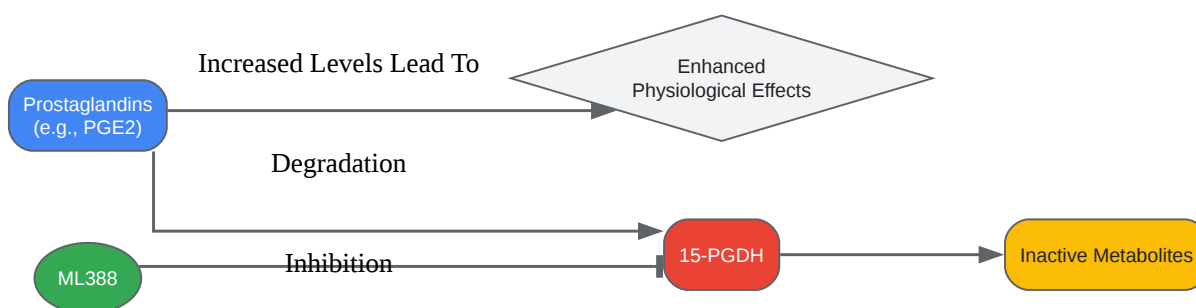 Increased Levels Lead To
Enhanced
Physiological Effects
Prostaglandins
(e.g., PGE2)
Degradation
15-PGDH
Inactive Metabolites
Inhibition
ML388